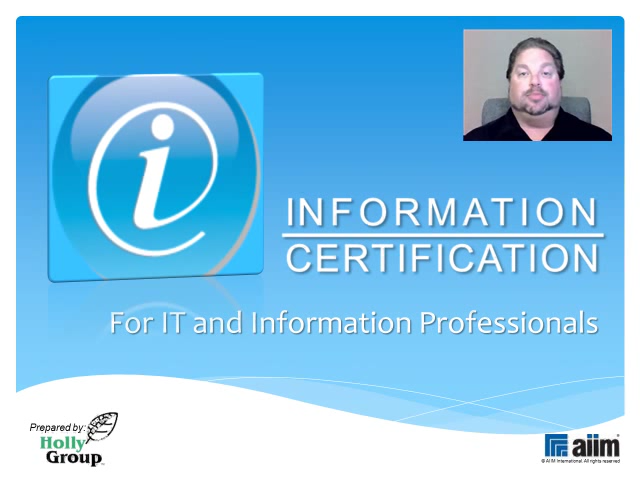 i
INFORMATION
CERTIFICATION
For IT and Information Professionals
Prepared by:
Holly
Group
aiim
© AIIM International. All rights reserved